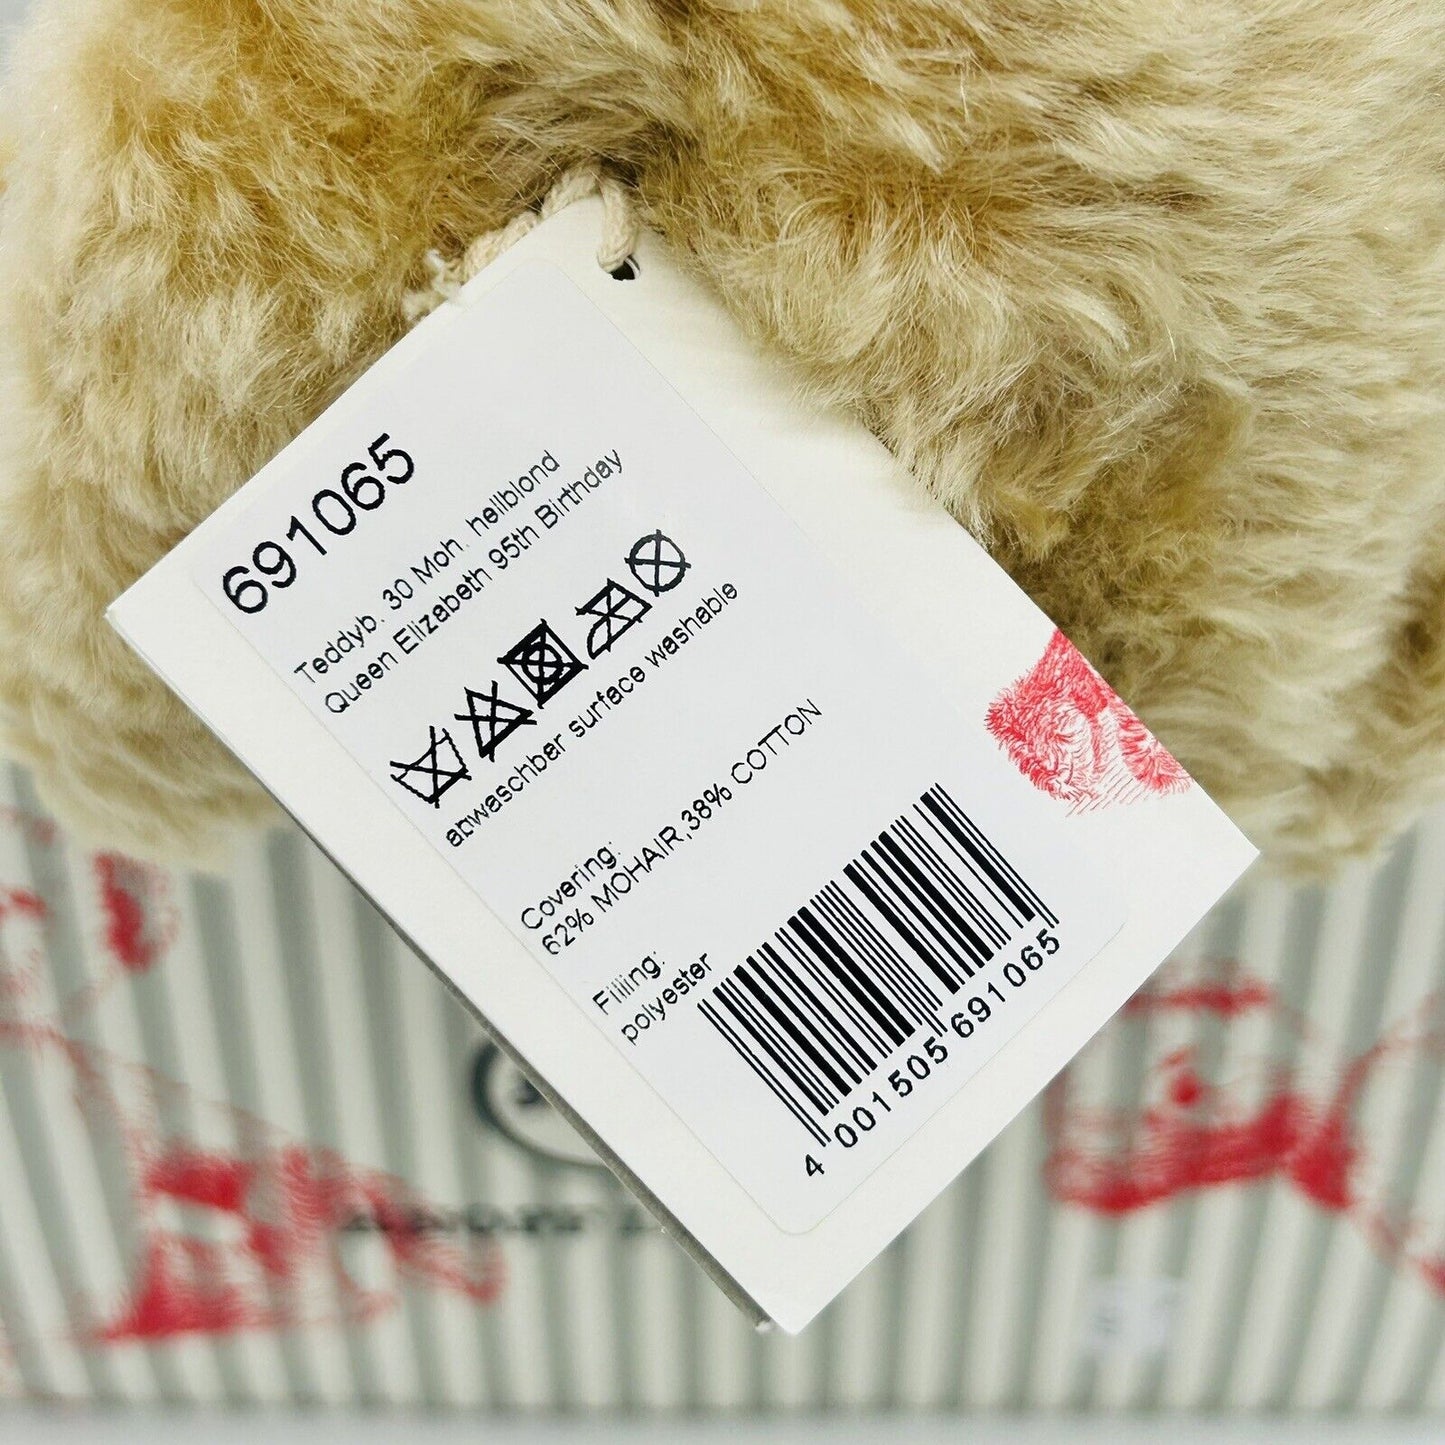 691065
Teddyb. 30 Moh. hellblond
Queen Elizabeth 95th Birthday
abwaschbar surface washable
Covering:
62% MOHAIR,38% COTTON
Filling:
polyester
4 001505 691065